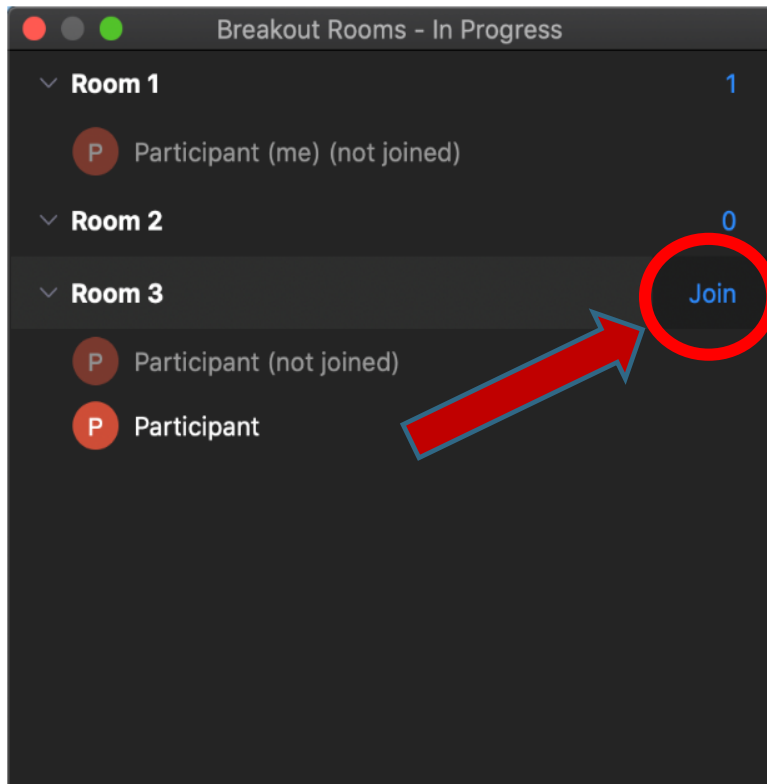 Breakout Rooms - In Progress
Room 1 1
P Participant (me) (not joined)
Room 2 0
Room 3 Join
P Participant (not joined)
P Participant